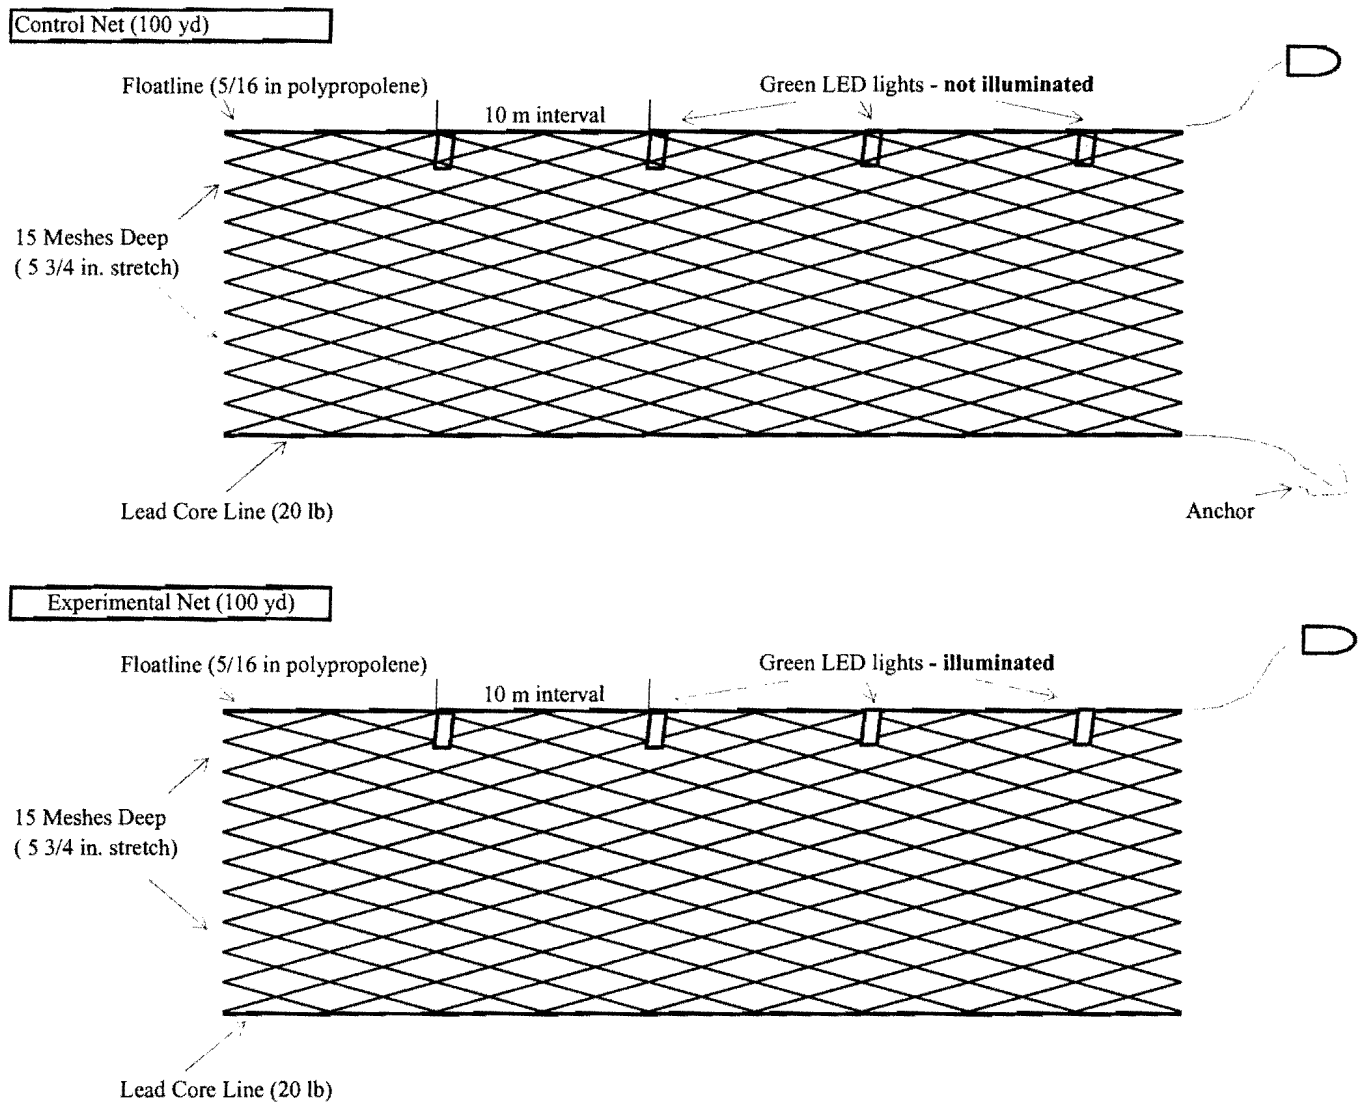 Control Net (100 yd)
Floatline (5/16 in polypropolene)
Green LED lights - not illuminated
10 m interval
15 Meshes Deep
( 5 3/4 in. stretch)
Lead Core Line (20 lb)
Anchor
Experimental Net (100 yd)
Floatline (5/16 in polypropolene)
Green LED lights - illuminated
10 m interval
15 Meshes Deep
( 5 3/4 in. stretch)
Lead Core Line (20 lb)